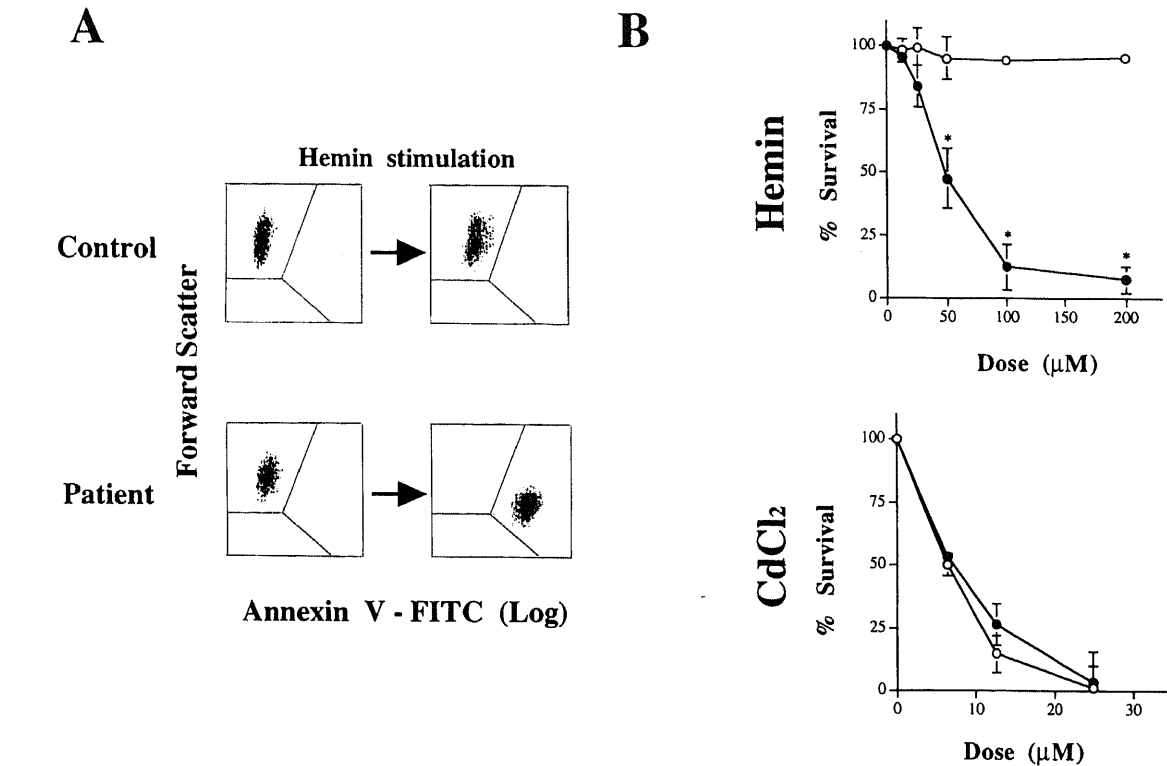 A
Hemin stimulation
Control
Patient
Forward Scatter
Annexin V - FITC (Log)
B
Hemin
% Survival
100
75
50
25
0
*
*
*
0 50 100 150 200
Dose (μM)
CdCl₂
% Survival
100
75
50
25
0
0 10 20 30
Dose (μM)